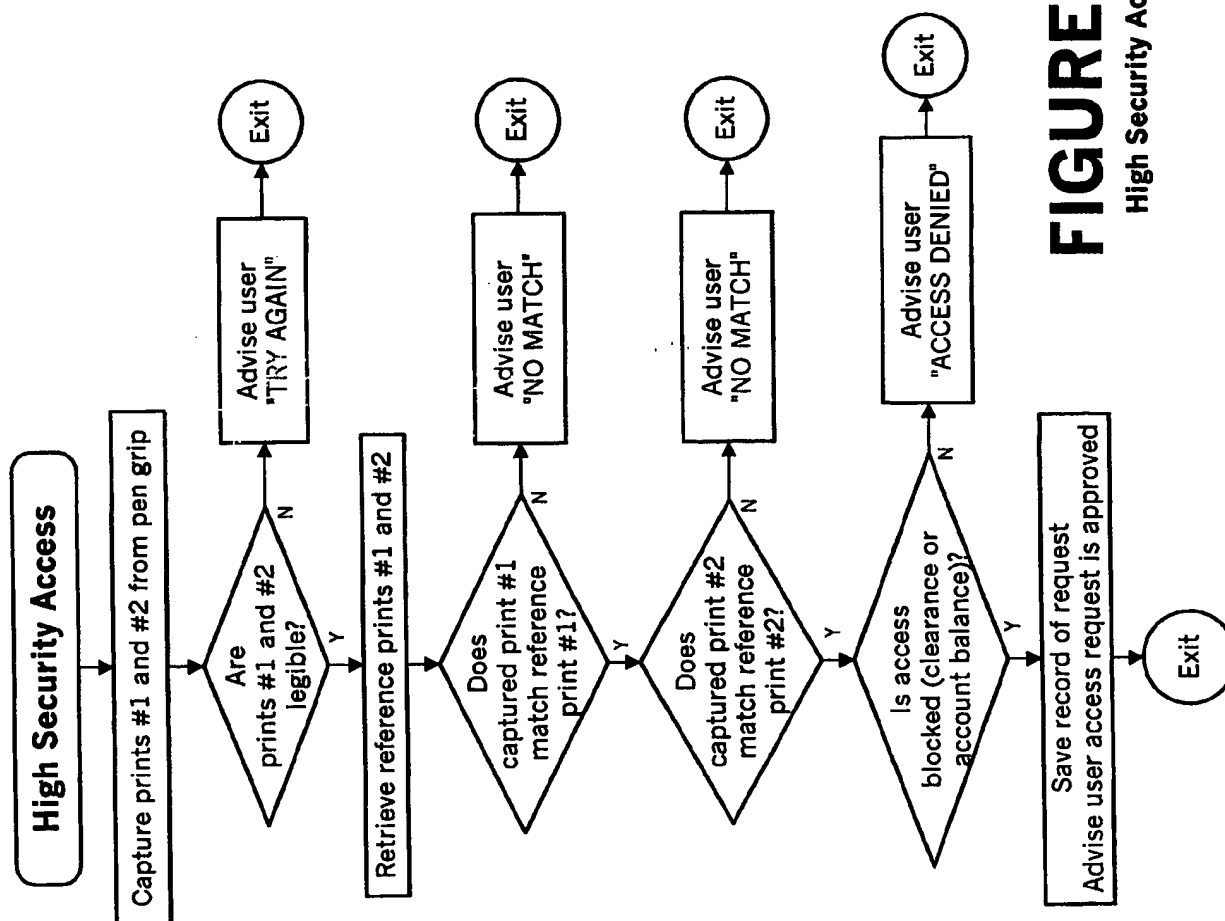 High Security Access
Capture prints #1 and #2 from pen grip
Are
prints #1 and #2
legible?
N
Advise user
"TRY AGAIN"
Exit
Y
Retrieve reference prints #1 and #2
Does
captured print #1
match reference
print #1?
N
Advise user
"NO MATCH"
Exit
Y
Does
captured print #2
match reference
print #2?
N
Advise user
"NO MATCH"
Exit
Y
Is access
blocked (clearance or
account balance)?
N
Advise user
"ACCESS DENIED"
Exit
Y
Save record of request
Advise user access request is approved
Exit
FIGURE
High Security Ac